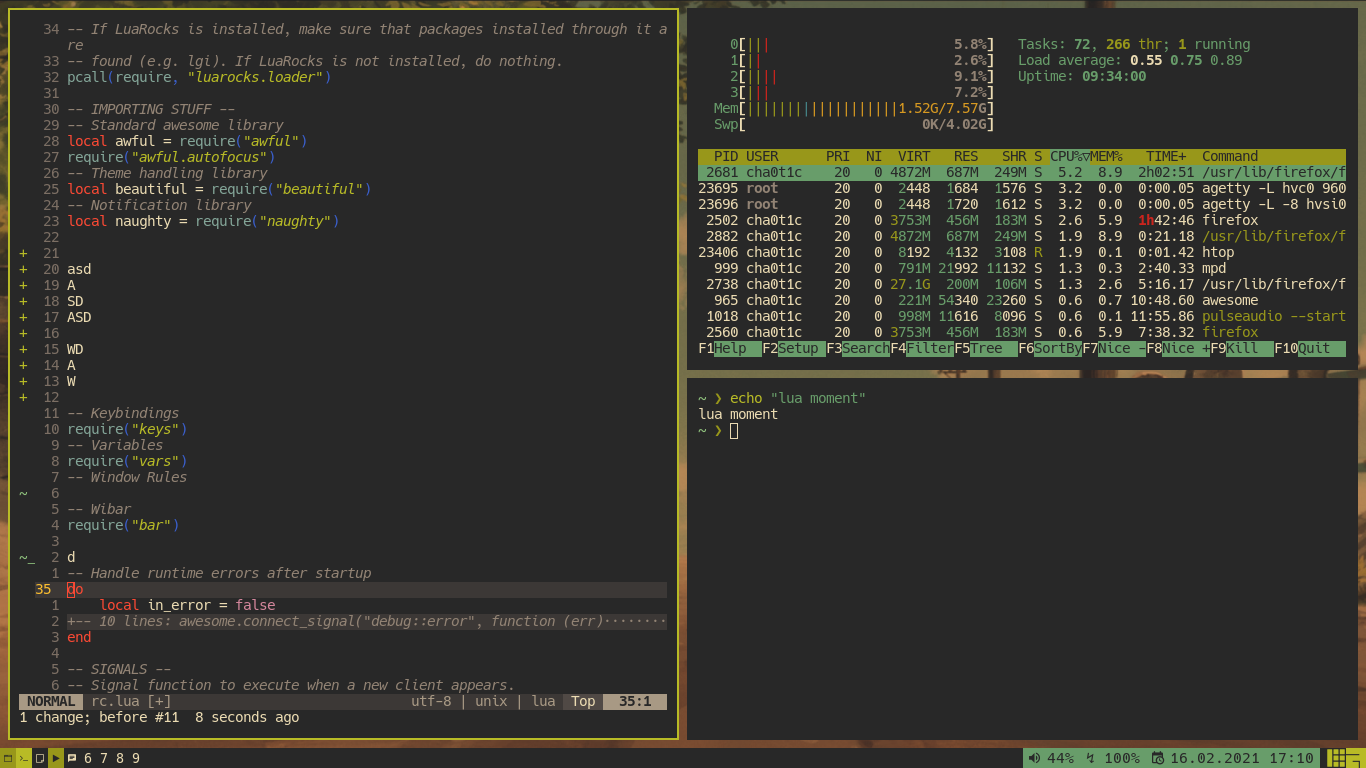 34 -- If LuaRocks is installed, make sure that packages installed through it a
re
33 -- found (e.g. lgi). If LuaRocks is not installed, do nothing.
32 pcall(require, "luarocks.loader")
31
30 -- IMPORTING STUFF --
29 -- Standard awesome library
28 local awful = require("awful")
27 require("awful.autofocus")
26 -- Theme handling library
25 local beautiful = require("beautiful")
24 -- Notification library
23 local naughty = require("naughty")
22
+ 21
+ 20 asd
+ 19 A
+ 18 SD
+ 17 ASD
+ 16
+ 15 WD
+ 14 A
+ 13 W
+ 12
11 -- Keybindings
10 require("keys")
9 -- Variables
8 require("vars")
7 -- Window Rules
~ 6
5 -- Wibar
4 require("bar")
3
~_ 2 d
1 -- Handle runtime errors after startup
35 do
1 local in_error = false
2 +-- 10 lines: awesome.connect_signal("debug::error", function (err)········
3 end
4
5 -- SIGNALS --
6 -- Signal function to execute when a new client appears.
NORMAL rc.lua [+] utf-8 | unix | lua Top 35:1
1 change; before #11 8 seconds ago
0[||| 5.8%] Tasks: 72, 266 thr; 1 running
1[|| 2.6%] Load average: 0.55 0.75 0.89
2[|||| 9.1%] Uptime: 09:34:00
3[||| 7.2%]
Mem[|||||||||||||||||||1.52G/7.57G]
Swp[ 0K/4.02G]
PID USER PRI NI VIRT RES SHR S CPU%▽MEM% TIME+ Command
2681 cha0t1c 20 0 4872M 687M 249M S 5.2 8.9 2h02:51 /usr/lib/firefox/f
23695 root 20 0 2448 1684 1576 S 3.2 0.0 0:00.05 agetty -L hvc0 960
23696 root 20 0 2448 1720 1612 S 3.2 0.0 0:00.05 agetty -L -8 hvsi0
2502 cha0t1c 20 0 3753M 456M 183M S 2.6 5.9 1h42:46 firefox
2882 cha0t1c 20 0 4872M 687M 249M S 1.9 8.9 0:21.18 /usr/lib/firefox/f
23406 cha0t1c 20 0 8192 4132 3108 R 1.9 0.1 0:01.42 htop
999 cha0t1c 20 0 791M 21992 11132 S 1.3 0.3 2:40.33 mpd
2738 cha0t1c 20 0 27.1G 200M 106M S 1.3 2.6 5:16.17 /usr/lib/firefox/f
965 cha0t1c 20 0 221M 54340 23260 S 0.6 0.7 10:48.60 awesome
1018 cha0t1c 20 0 998M 11616 8096 S 0.6 0.1 11:55.86 pulseaudio --start
2560 cha0t1c 20 0 3753M 456M 183M S 0.6 5.9 7:38.32 firefox
F1Help F2Setup F3SearchF4FilterF5Tree F6SortByF7Nice -F8Nice +F9Kill F10Quit
~ ❯ echo "lua moment"
lua moment
~ ❯
6 7 8 9
44% 100% 16.02.2021 17:10